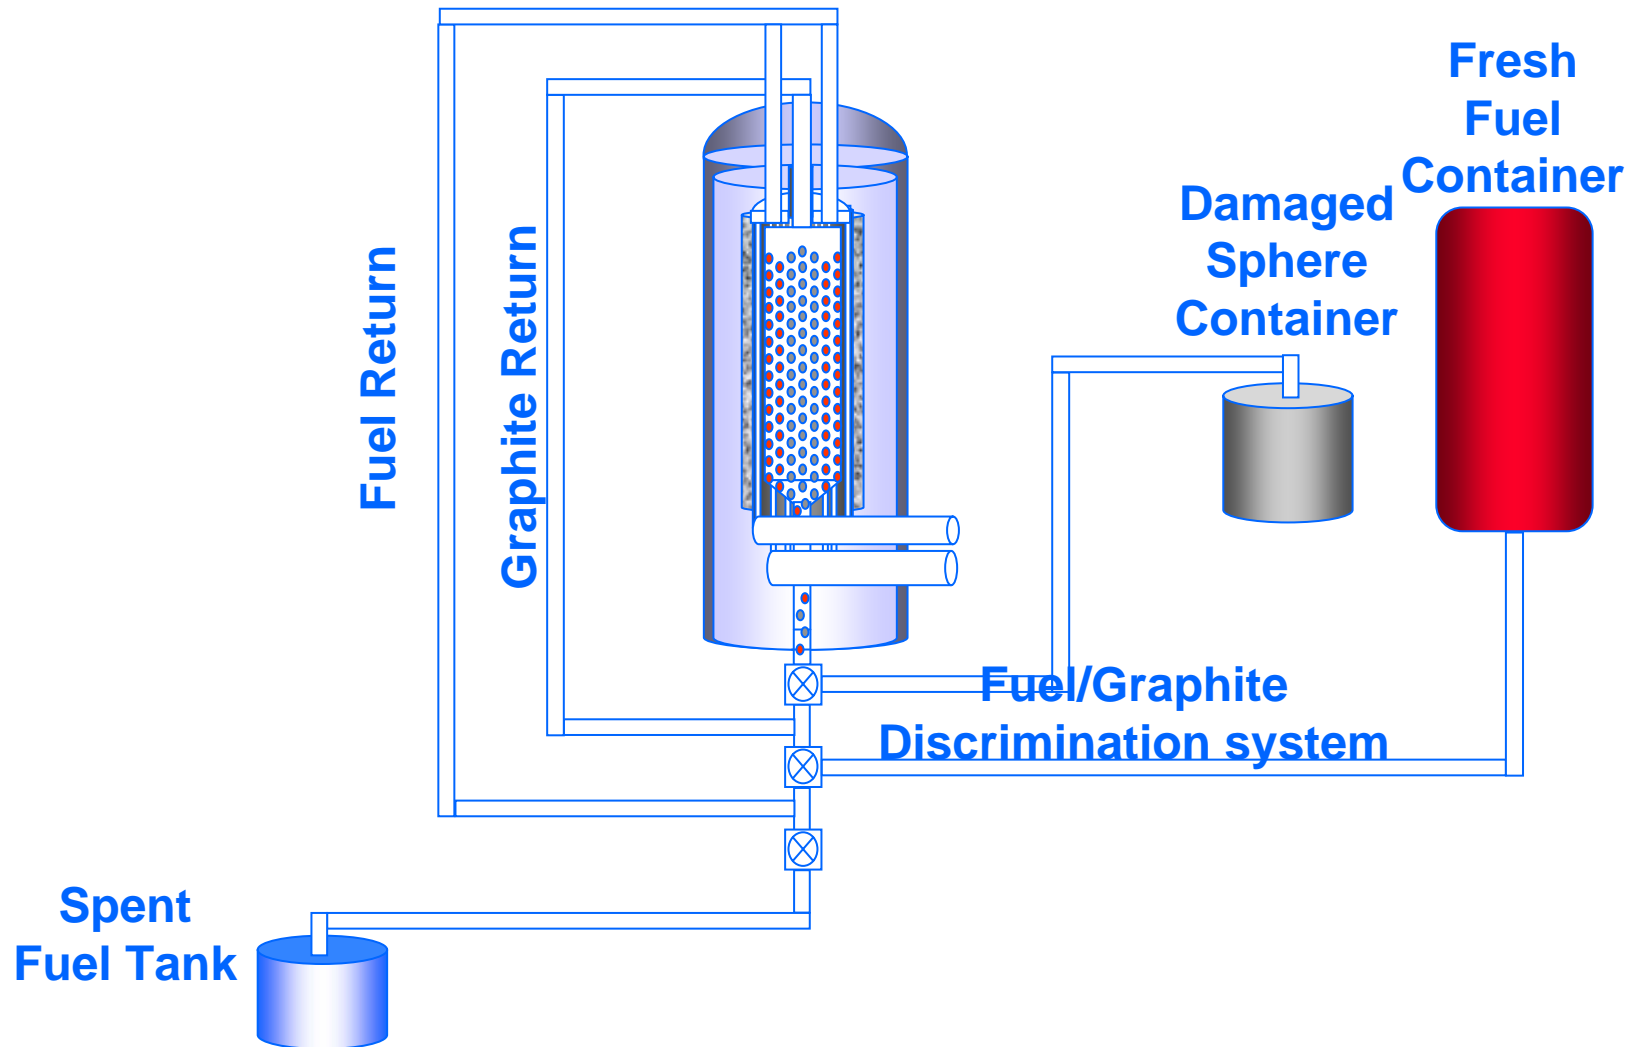 Fresh
Fuel
Container
Damaged
Sphere
Container
Fuel Return
Graphite Return
Fuel/Graphite
Discrimination system
Spent
Fuel Tank